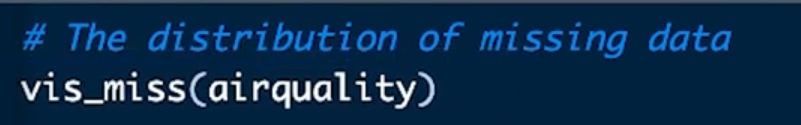 # The distribution of missing data
vis_miss(airquality)